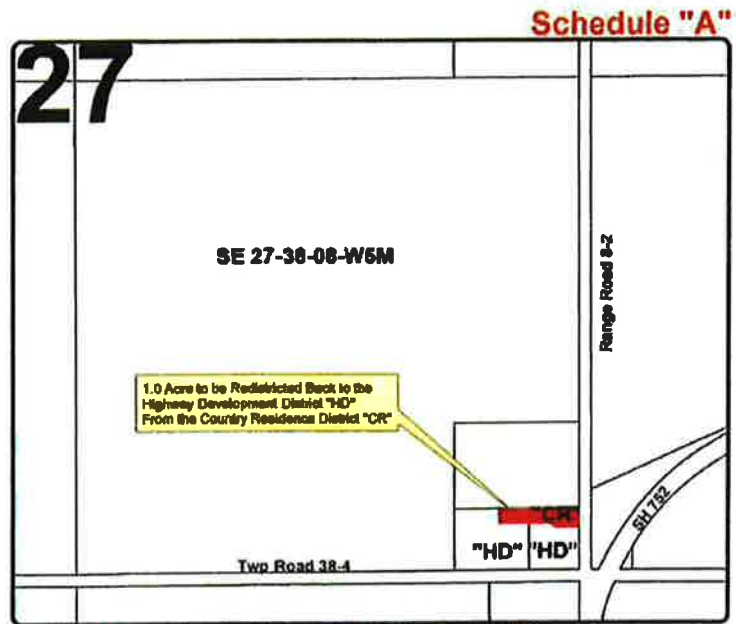 Schedule "A"
27
SE 27-38-08-W5M
Range Road 8-2
1.0 Acre to be Redistricted Back to the
Highway Development District "HD"
From the Country Residence District "CR"
"CR"
SH 752
"HD" "HD"
Twp Road 38-4